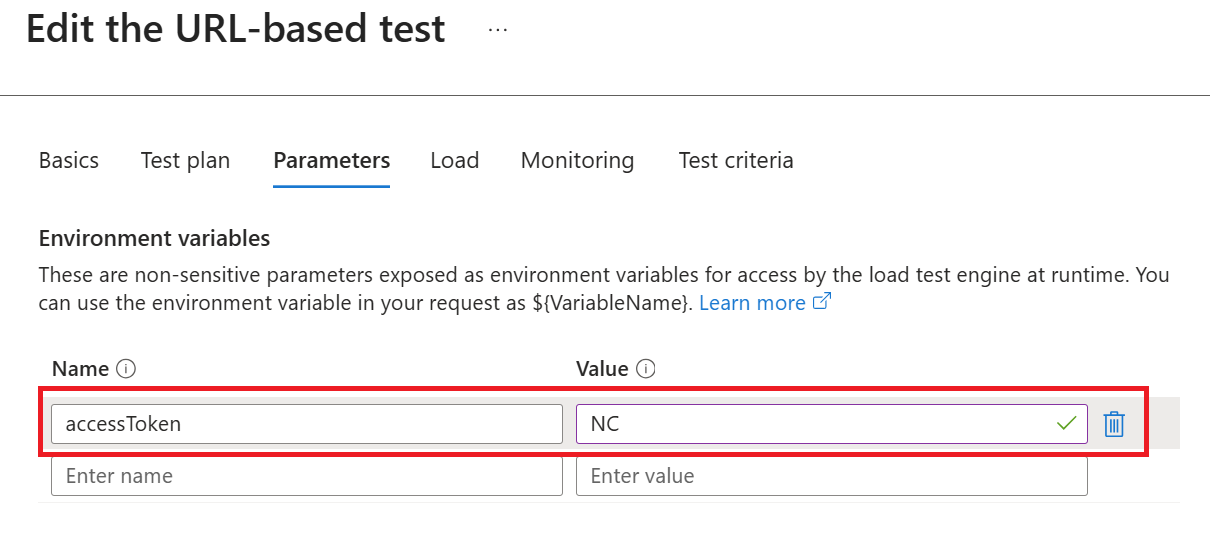 Edit the URL-based test ...
Basics Test plan Parameters Load Monitoring Test criteria
Environment variables
These are non-sensitive parameters exposed as environment variables for access by the load test engine at runtime. You
can use the environment variable in your request as ${VariableName}. Learn more
Name Value
accessToken NC
Enter name Enter value